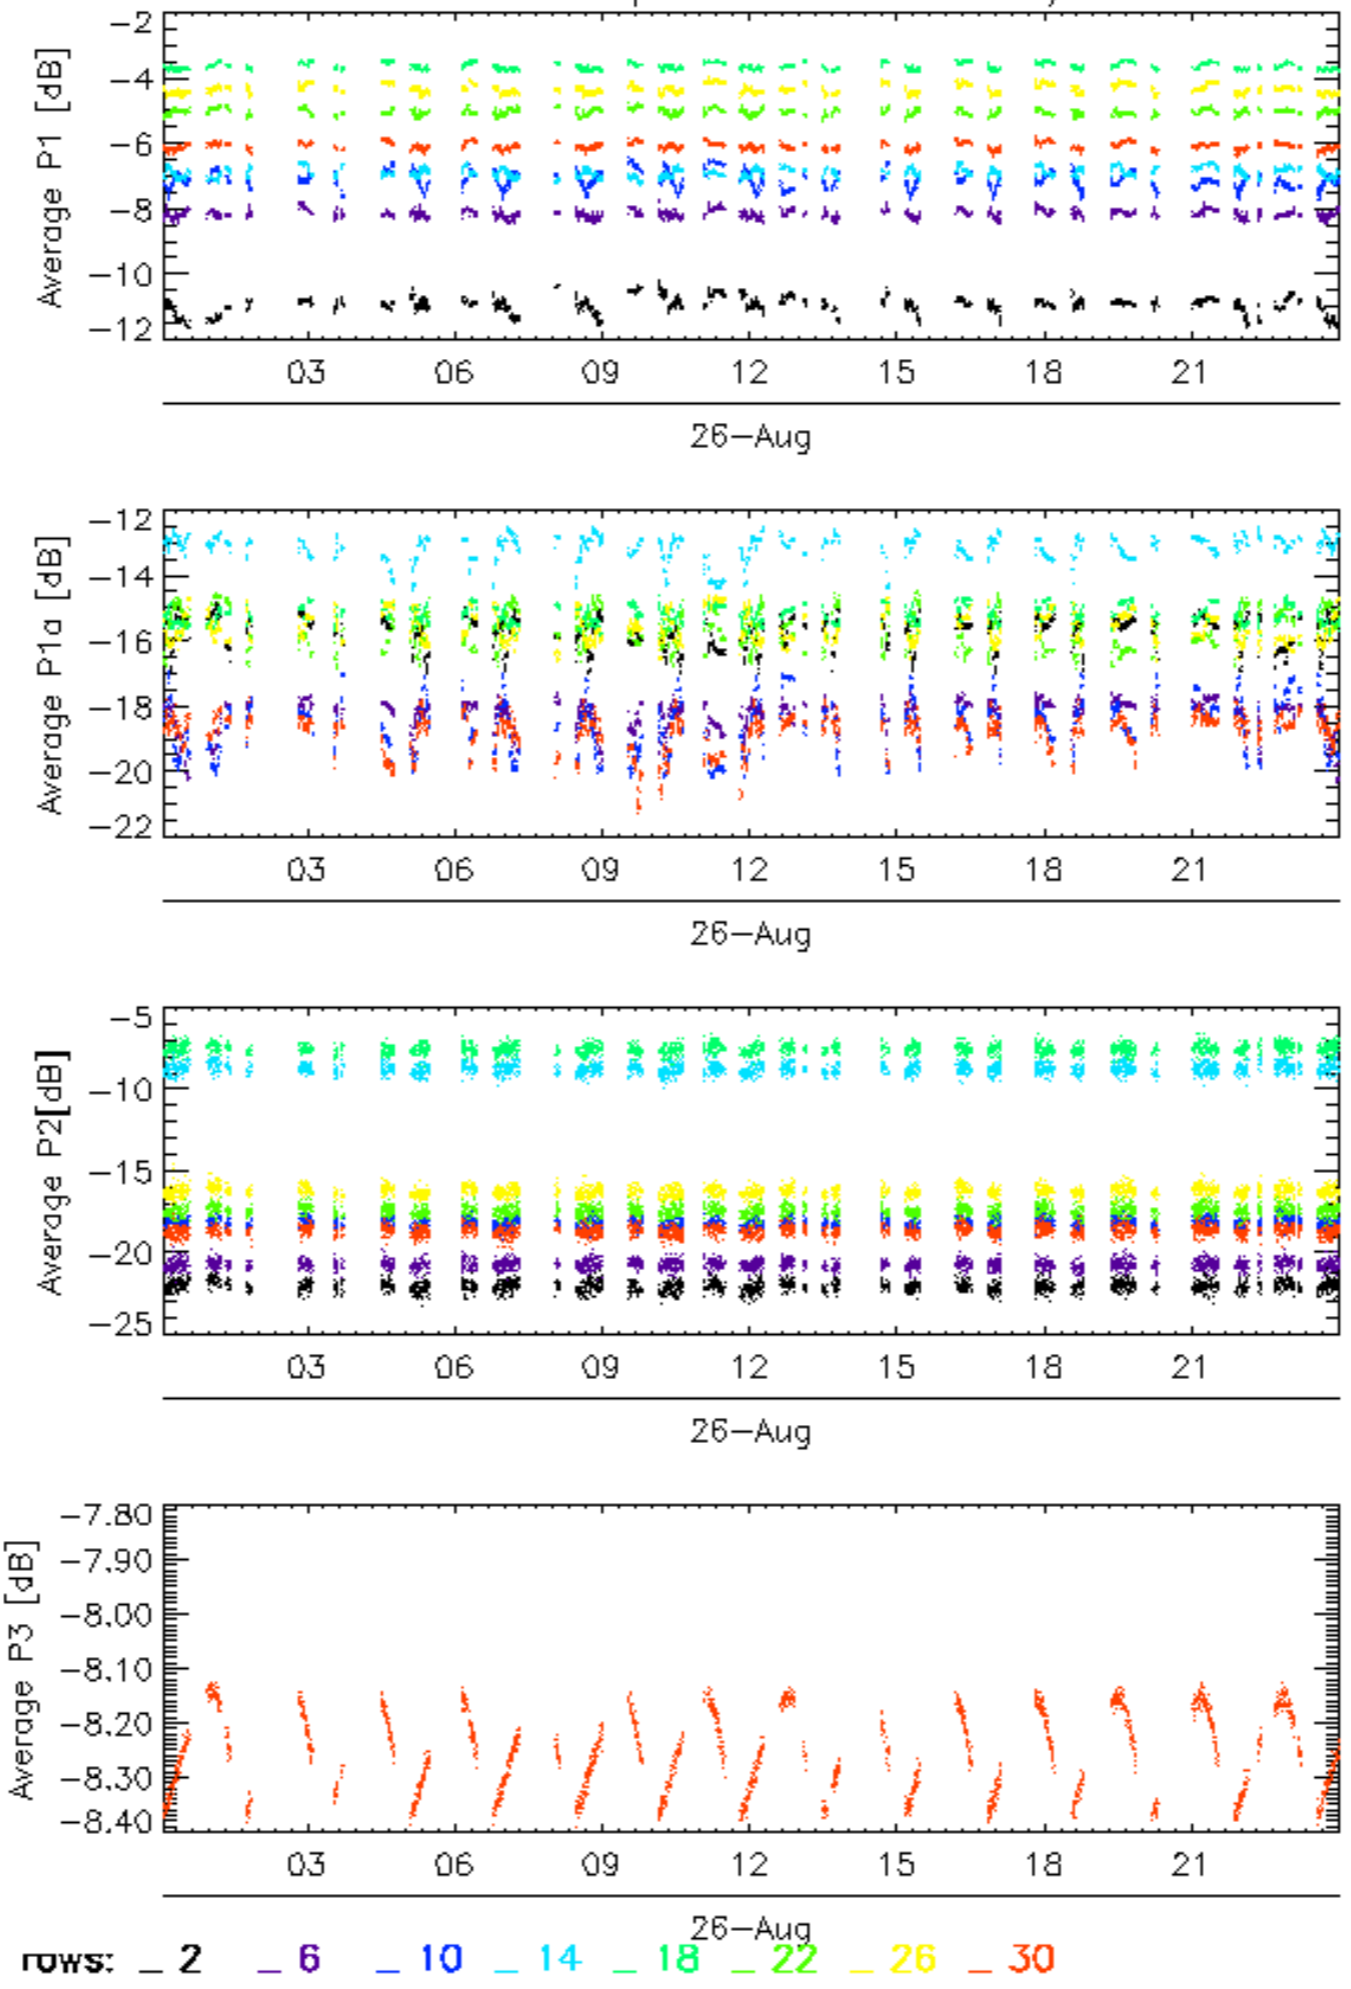 Average P1 [dB]
-2
-4
-6
-8
-10
-12
03 06 09 12 15 18 21
26-Aug
Average P1a [dB]
-12
-14
-16
-18
-20
-22
03 06 09 12 15 18 21
26-Aug
Average P2[dB]
-5
-10
-15
-20
-25
03 06 09 12 15 18 21
26-Aug
Average P3 [dB]
-7.80
-7.90
-8.00
-8.10
-8.20
-8.30
-8.40
03 06 09 12 15 18 21
26-Aug
rows: _ 2 _ 6 _ 10 _ 14 _ 18 _ 22 _ 26 _ 30